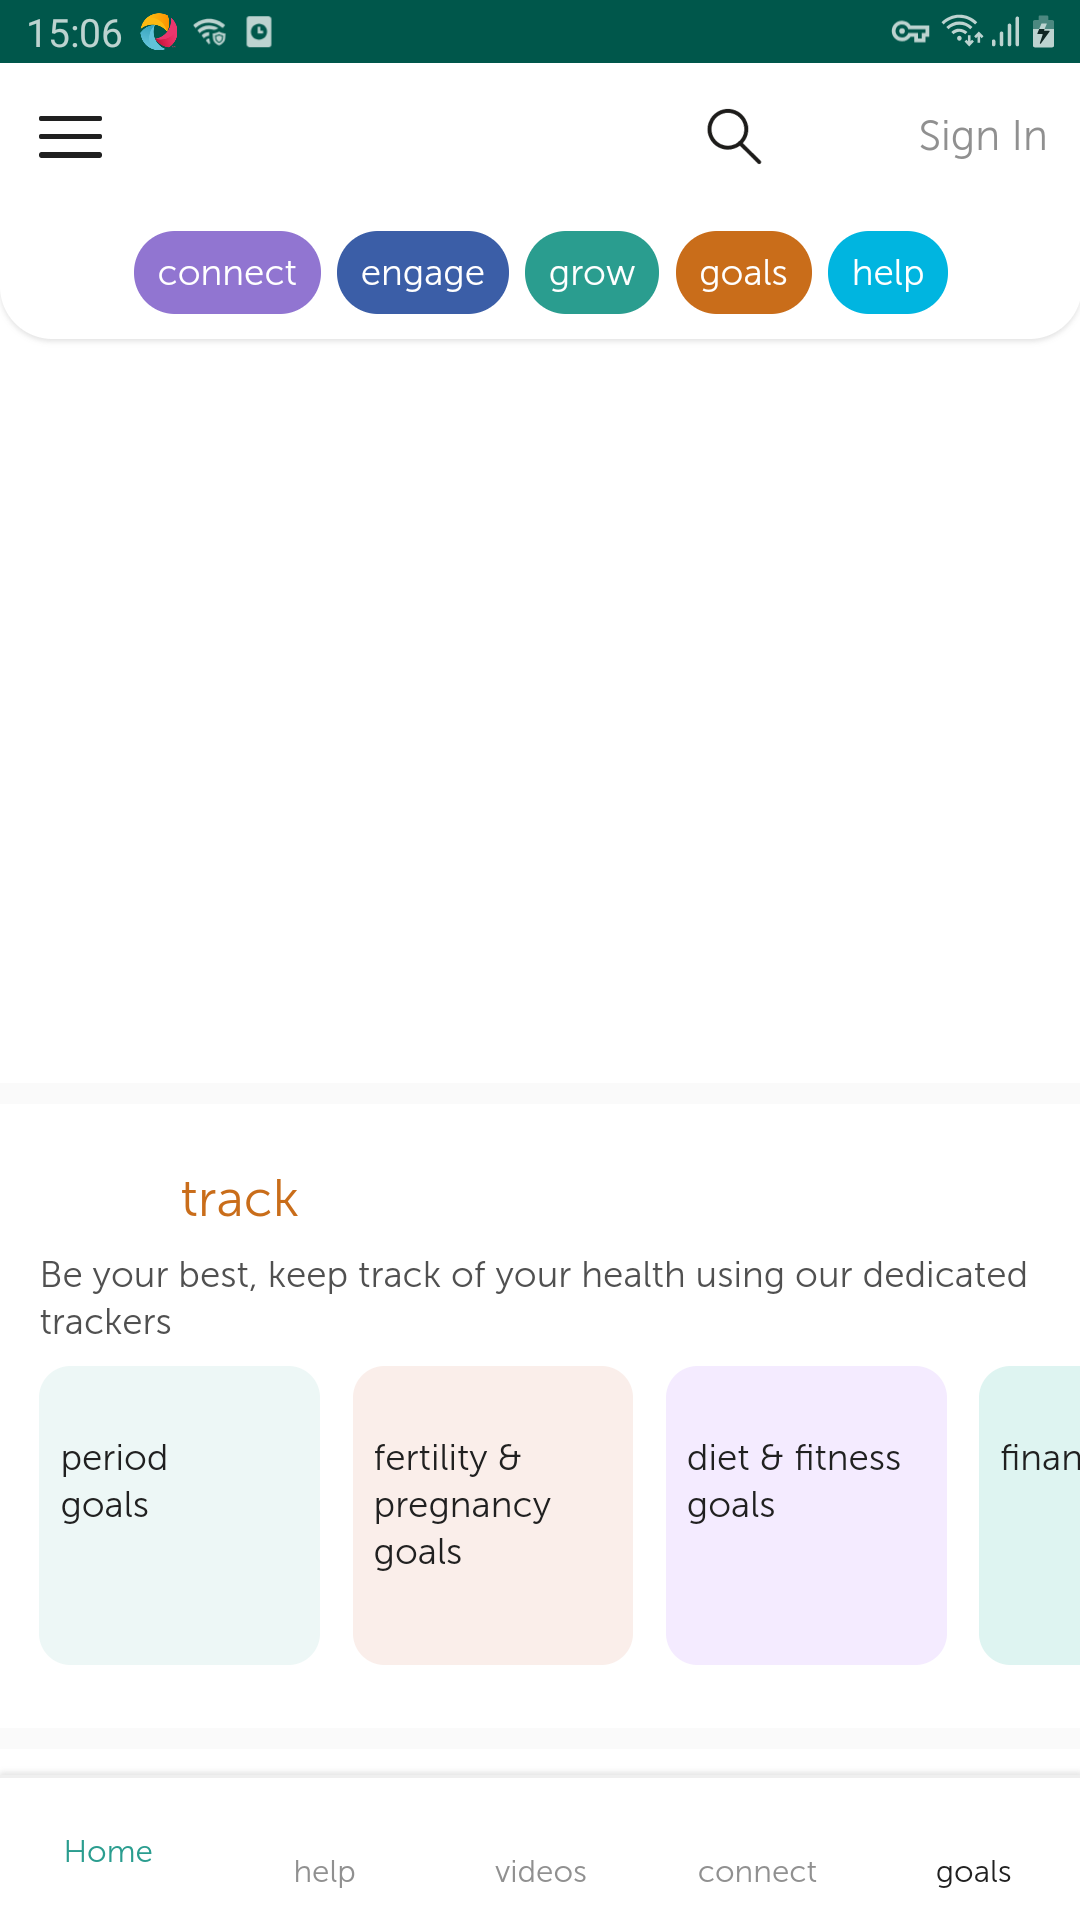 15:06
Sign In
connect engage grow goals help
track
Be your best, keep track of your health using our dedicated
trackers
period
goals
fertility &
pregnancy
goals
diet & fitness
goals
finan
Home help videos connect goals